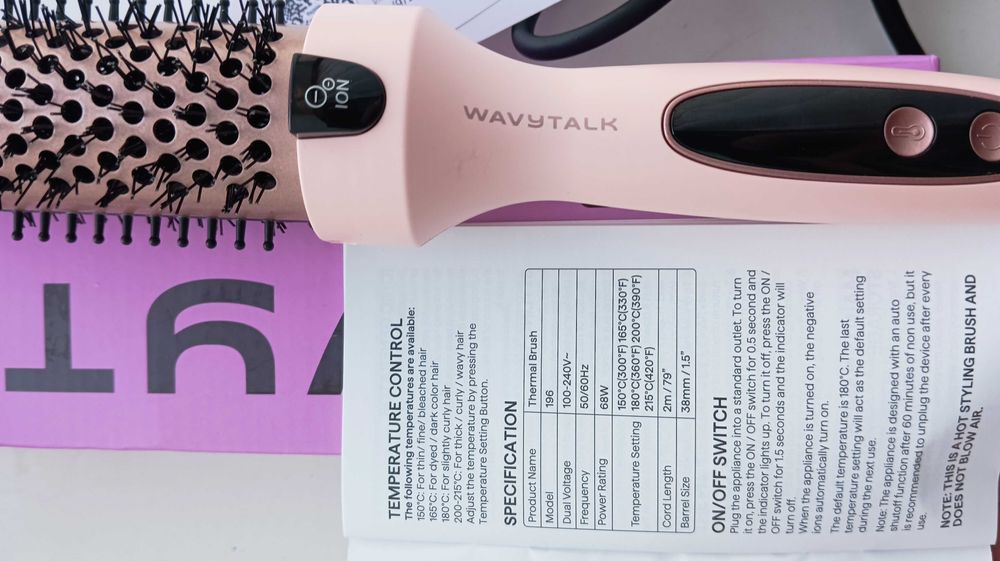 ION
WAVYTALK
YT
TEMPERATURE CONTROL
The following temperatures are available:
150°C: For thin/ fine/ bleached hair
165°C: For dyed / dark color hair
180°C: For slightly curly hair
200-215°C: For thick / curly / wavy hair
Adjust the temperature by pressing the
Temperature Setting Button.
SPECIFICATION
Product Name Thermal Brush
Model 196
Dual Voltage 100-240V~
Frequency 50/60Hz
Power Rating 68W
Temperature Setting 150°C(300°F) 165°C(330°F)
180°C(360°F) 200°C(390°F)
215°C(420°F)
Cord Length 2m / 79"
Barrel Size 38mm / 1.5"
ON/OFF SWITCH
Plug the appliance into a standard outlet. To turn
it on, press the ON / OFF switch for 0.5 second and
the indicator lights up. To turn it off, press the ON /
OFF switch for 1.5 seconds and the indicator will
turn off.
When the appliance is turned on, the negative
ions automatically turn on.
The default temperature is 180°C. The last
temperature setting will act as the default setting
during the next use.
Note: The appliance is designed with an auto
shutoff function after 60 minutes of non use, but it
is recommended to unplug the device after every
use.
NOTE: THIS IS A HOT STYLING BRUSH AND
DOES NOT BLOW AIR.